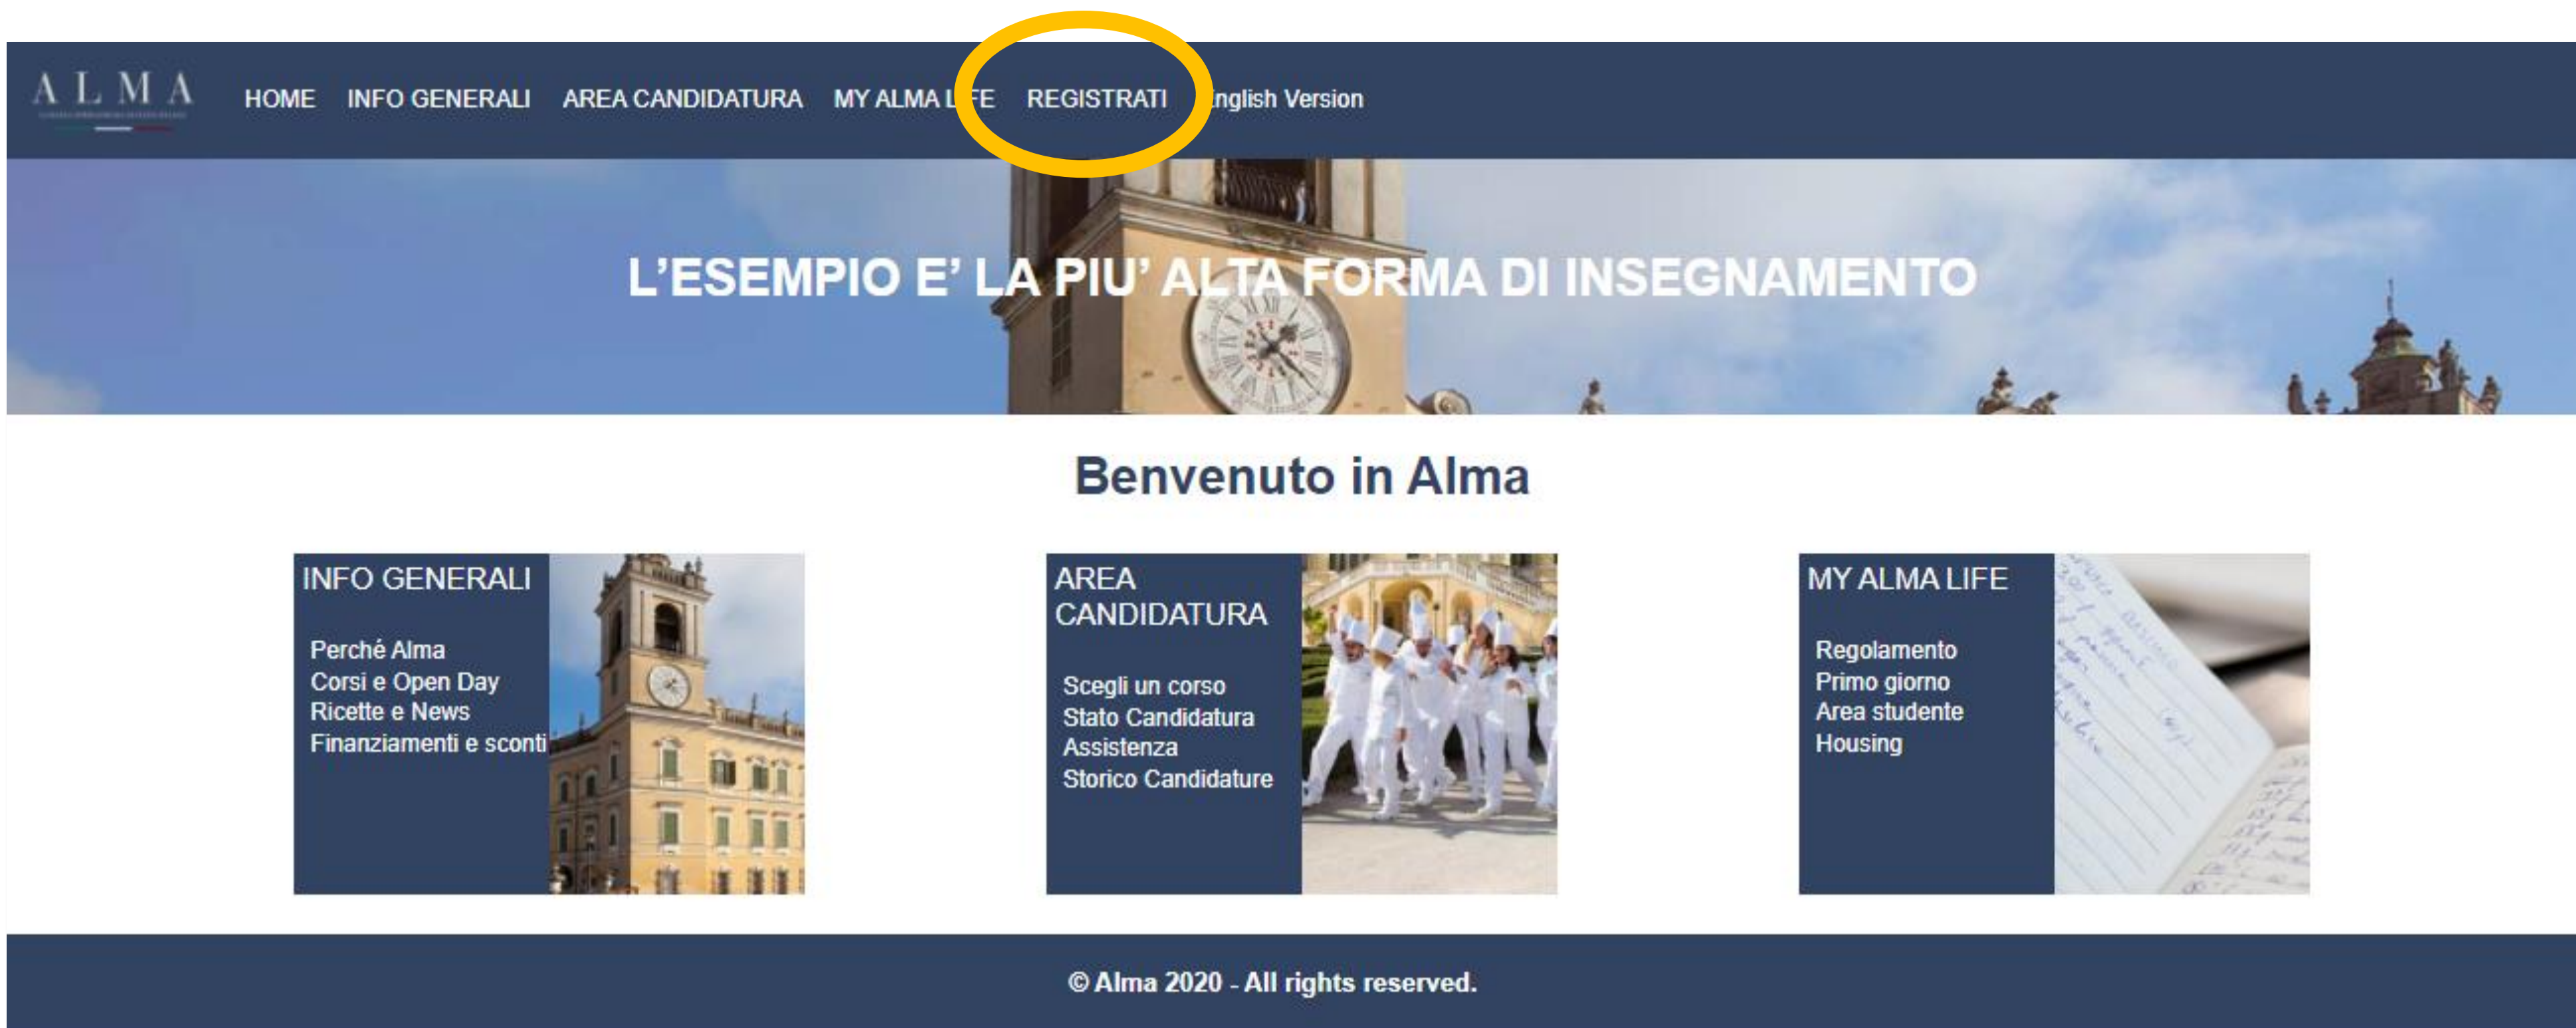 ALMA
HOME INFO GENERALI AREA CANDIDATURA MY ALMA LIFE REGISTRATI English Version
L'ESEMPIO E' LA PIU' ALTA FORMA DI INSEGNAMENTO
Benvenuto in Alma
INFO GENERALI
Perché Alma
Corsi e Open Day
Ricette e News
Finanziamenti e sconti
AREA
CANDIDATURA
Scegli un corso
Stato Candidatura
Assistenza
Storico Candidature
MY ALMA LIFE
Regolamento
Primo giorno
Area studente
Housing
© Alma 2020 - All rights reserved.